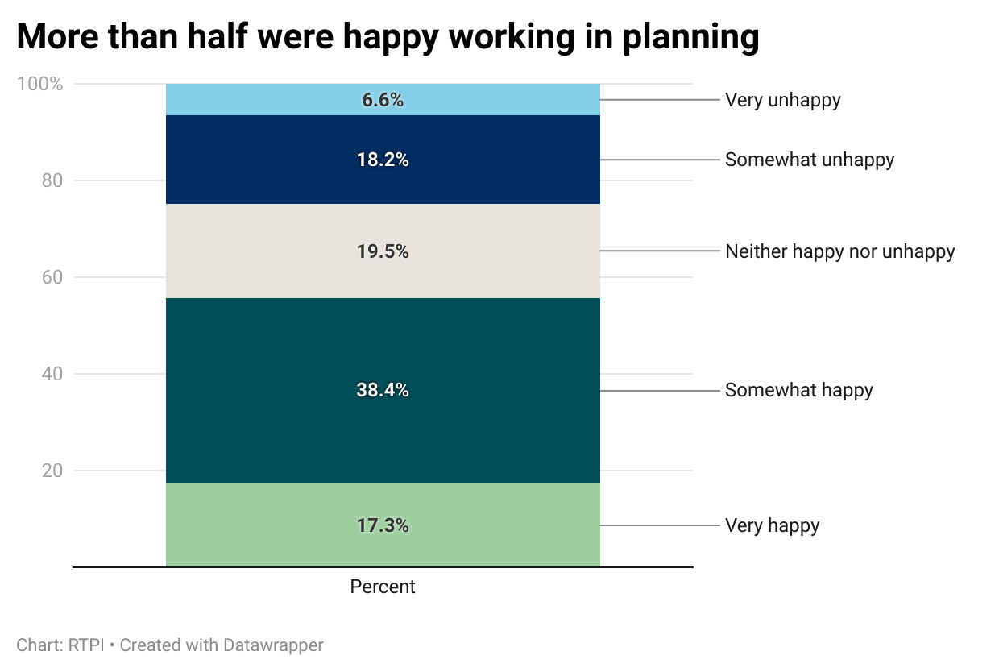 More than half were happy working in planning
100%
6.6%
Very unhappy
18.2%
Somewhat unhappy
80
19.5%
Neither happy nor unhappy
60
40
38.4%
Somewhat happy
20
17.3%
Very happy
Percent
Chart: RTPI • Created with Datawrapper